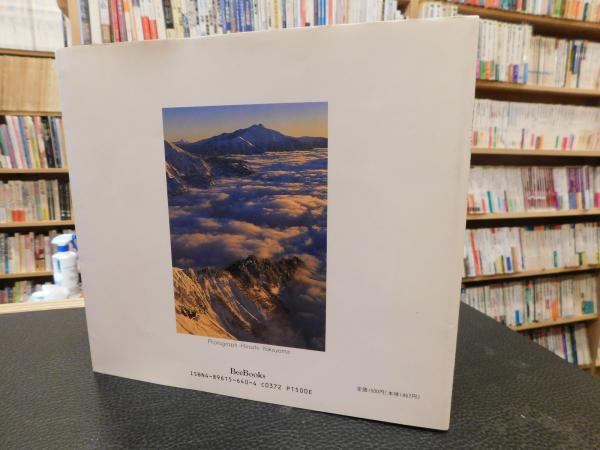 Photograph Hiroshi Yokoyama
BeeBooks
ISBN4-89615-640-4 C0372 P1500E
定価1500円(本体1457円)